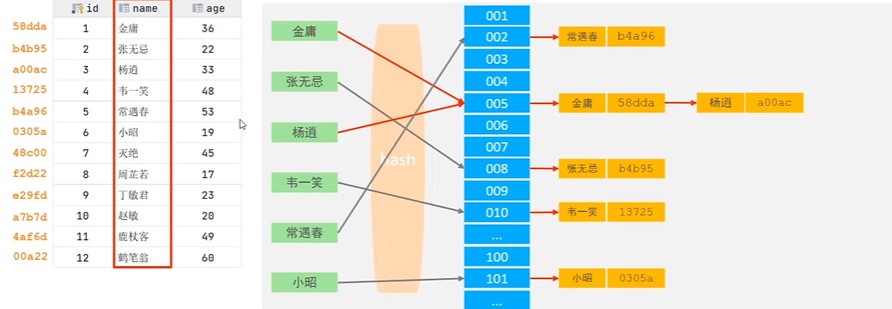 id name age
58dda 1 金庸 36
b4b95 2 张无忌 22
a00ac 3 杨逍 33
13725 4 韦一笑 48
b4a96 5 常遇春 53
0305a 6 小昭 19
48c00 7 灭绝 45
f2d22 8 周芷若 17
e29fd 9 丁敏君 23
a7b7d 10 赵敏 20
4af6d 11 鹿杖客 49
00a22 12 鹤笔翁 60
金庸
张无忌
杨逍
韦一笑
常遇春
小昭
hash
001
002 常遇春 b4a96
003
004
005 金庸 58dda 杨逍 a00ac
006
007
008 张无忌 b4b95
009
010 韦一笑 13725
...
100
101 小昭 0305a
...